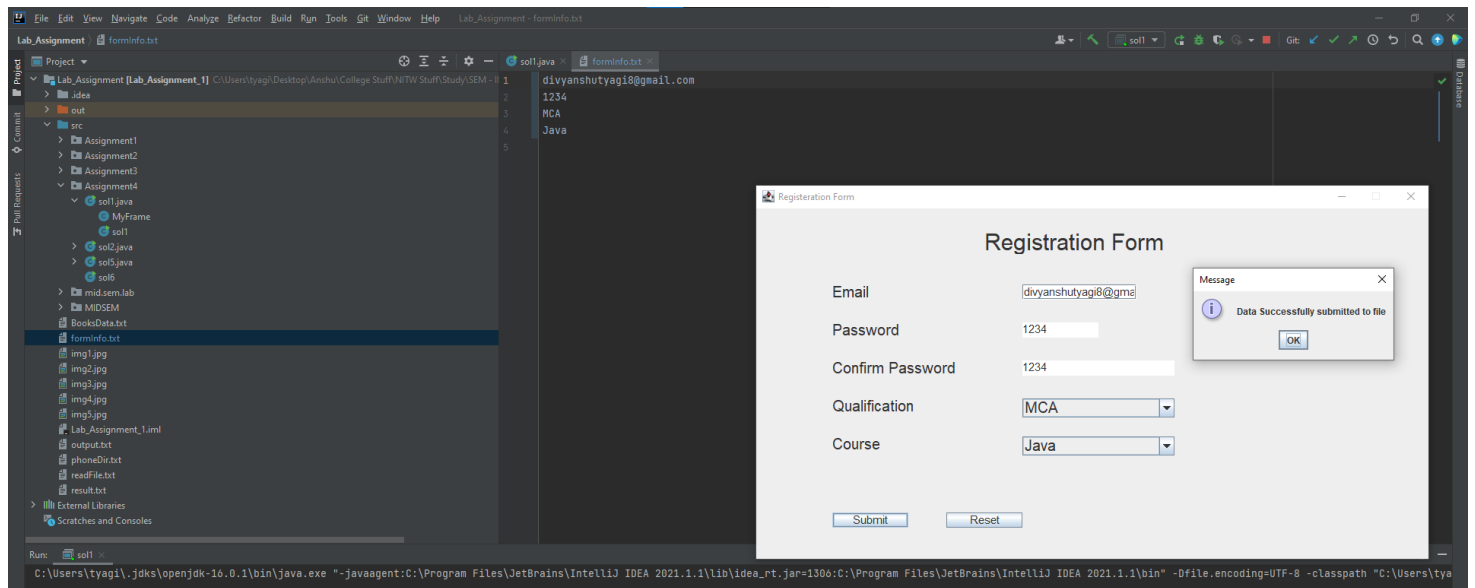 File Edit View Navigate Code Analyze Refactor Build Run Tools Git Window Help Lab_Assignment - formInfo.txt
Lab_Assignment formInfo.txt
sol1
Git:
Project
Commit
Pull Requests
Database
Project
Lab_Assignment [Lab_Assignment_1] C:\Users\tyagi\Desktop\Anshu\College Stuff\NITW Stuff\Study\SEM - II
.idea
out
src
Assignment1
Assignment2
Assignment3
Assignment4
sol1.java
MyFrame
sol1
sol2.java
sol5.java
sol6
mid.sem.lab
MIDSEM
BooksData.txt
formInfo.txt
img1.jpg
img2.jpg
img3.jpg
img4.jpg
img5.jpg
Lab_Assignment_1.iml
output.txt
phoneDir.txt
readFile.txt
result.txt
External Libraries
Scratches and Consoles
sol1.java formInfo.txt
1 divyanshutyagi8@gmail.com
2 1234
3 MCA
4 Java
5
Registeration Form
Registration Form
Email divyanshutyagi8@gma
Password 1234
Confirm Password 1234
Qualification MCA
Course Java
Submit Reset
Message
Data Successfully submitted to file
OK
Run: sol1
C:\Users\tyagi\.jdks\openjdk-16.0.1\bin\java.exe "-javaagent:C:\Program Files\JetBrains\IntelliJ IDEA 2021.1.1\lib\idea_rt.jar=1306:C:\Program Files\JetBrains\IntelliJ IDEA 2021.1.1\bin" -Dfile.encoding=UTF-8 -classpath "C:\Users\tya